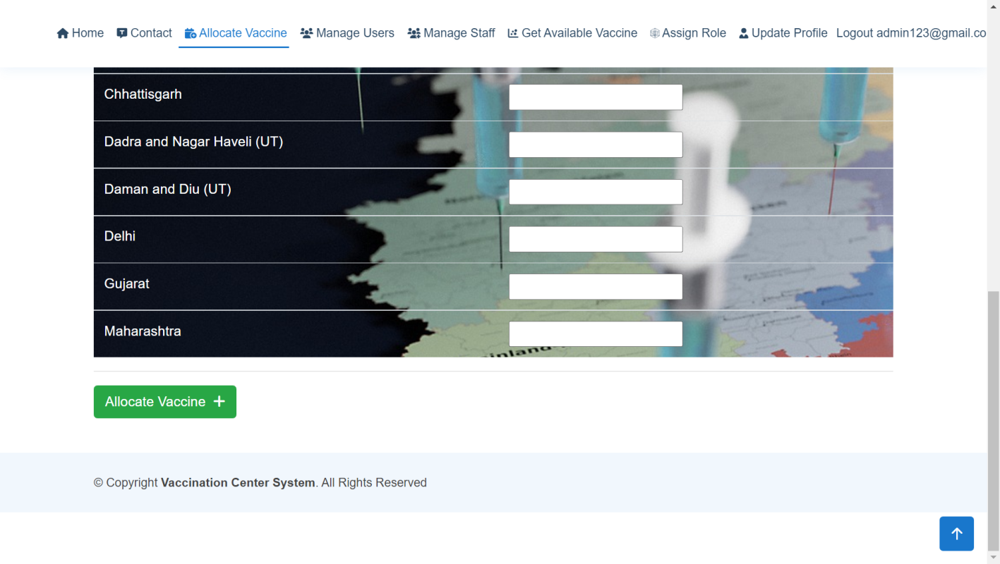 Home Contact Allocate Vaccine Manage Users Manage Staff Get Available Vaccine Assign Role Update Profile Logout admin123@gmail.co
Chhattisgarh
Dadra and Nagar Haveli (UT)
Daman and Diu (UT)
Delhi
Gujarat
Maharashtra
Allocate Vaccine +
© Copyright Vaccination Center System. All Rights Reserved